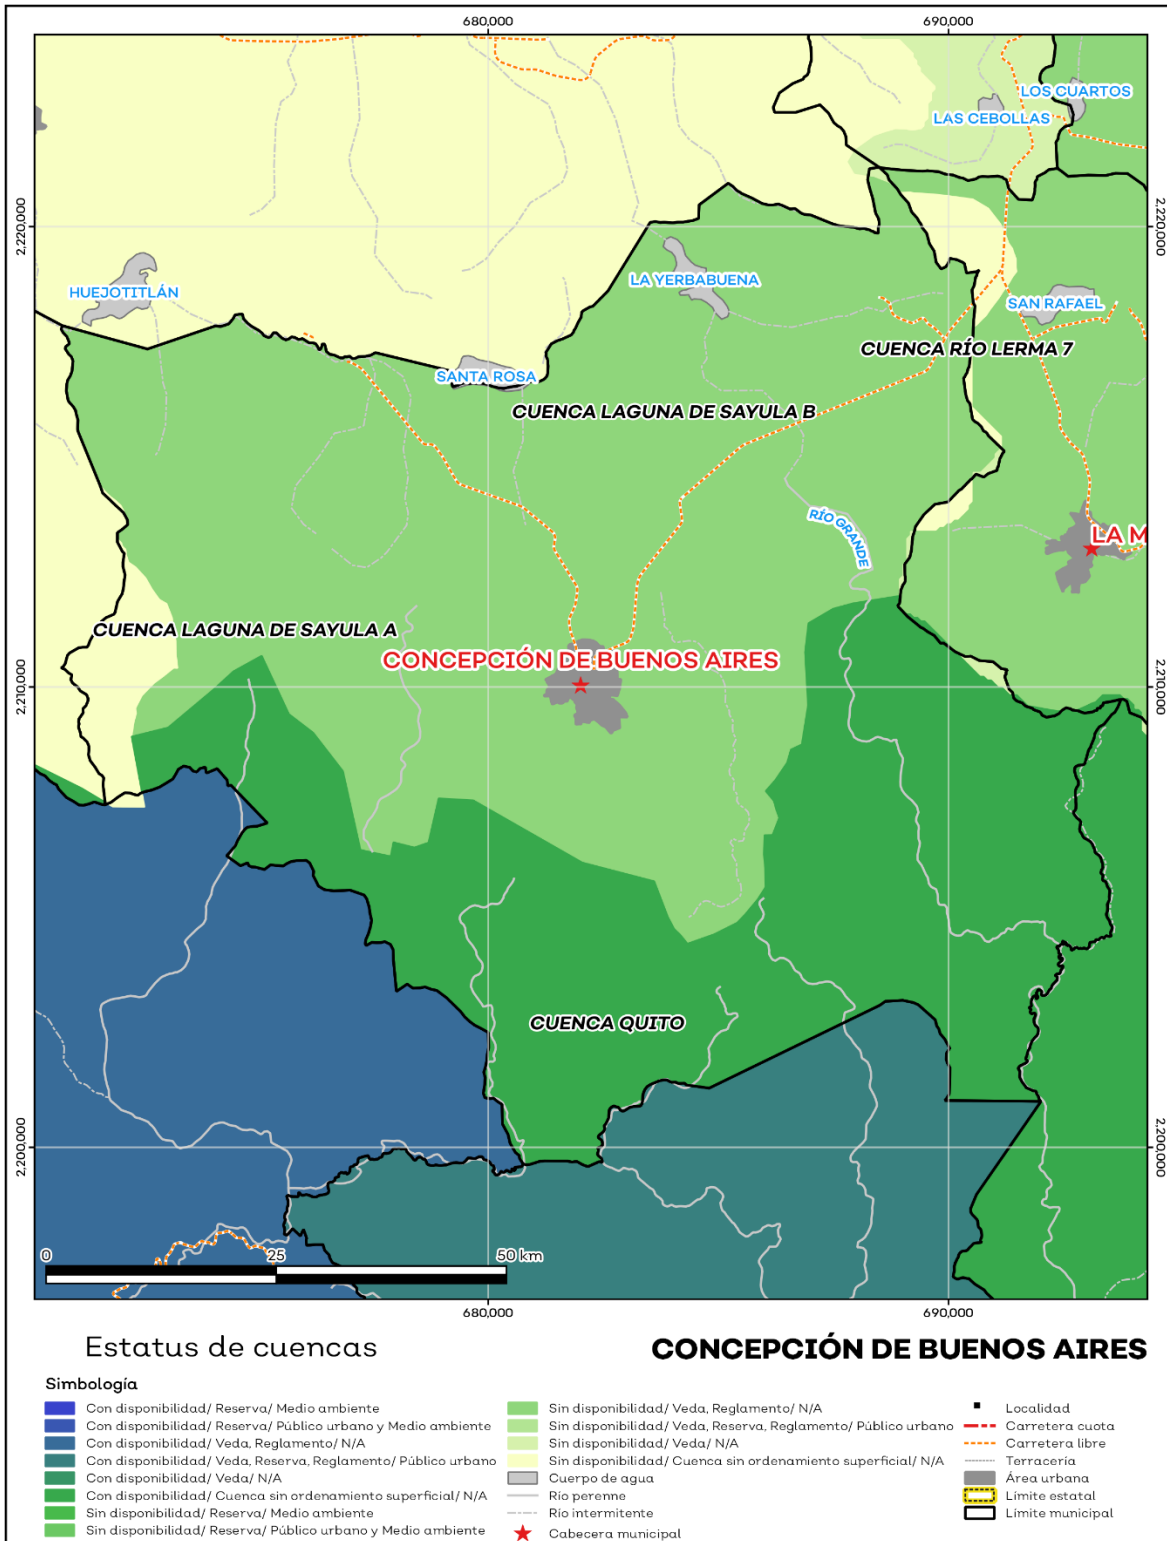 680,000
690,000
LOS CUARTOS
LAS CEBOLLAS
2,220,000
2,220,000
LA YERBABUENA
HUEJOTITLÁN
SAN RAFAEL
CUENCA RÍO LERMA 7
SANTA ROSA
CUENCA LAGUNA DE SAYULA B
RÍO GRANDE
LA M
CUENCA LAGUNA DE SAYULA A
CONCEPCIÓN DE BUENOS AIRES
2,210,000
2,210,000
CUENCA QUITO
2,200,000
2,200,000
0
25
50 km
680,000
690,000
Estatus de cuencas
CONCEPCIÓN DE BUENOS AIRES
Simbología
Con disponibilidad/ Reserva/ Medio ambiente
Con disponibilidad/ Reserva/ Público urbano y Medio ambiente
Con disponibilidad/ Veda, Reglamento/ N/A
Con disponibilidad/ Veda, Reserva, Reglamento/ Público urbano
Con disponibilidad/ Veda/ N/A
Con disponibilidad/ Cuenca sin ordenamiento superficial/ N/A
Sin disponibilidad/ Reserva/ Medio ambiente
Sin disponibilidad/ Reserva/ Público urbano y Medio ambiente
Sin disponibilidad/ Veda, Reglamento/ N/A
Sin disponibilidad/ Veda, Reserva, Reglamento/ Público urbano
Sin disponibilidad/ Veda/ N/A
Sin disponibilidad/ Cuenca sin ordenamiento superficial/ N/A
Cuerpo de agua
Río perenne
Río intermitente
Cabecera municipal
Localidad
Carretera cuota
Carretera libre
Terracería
Área urbana
Límite estatal
Límite municipal